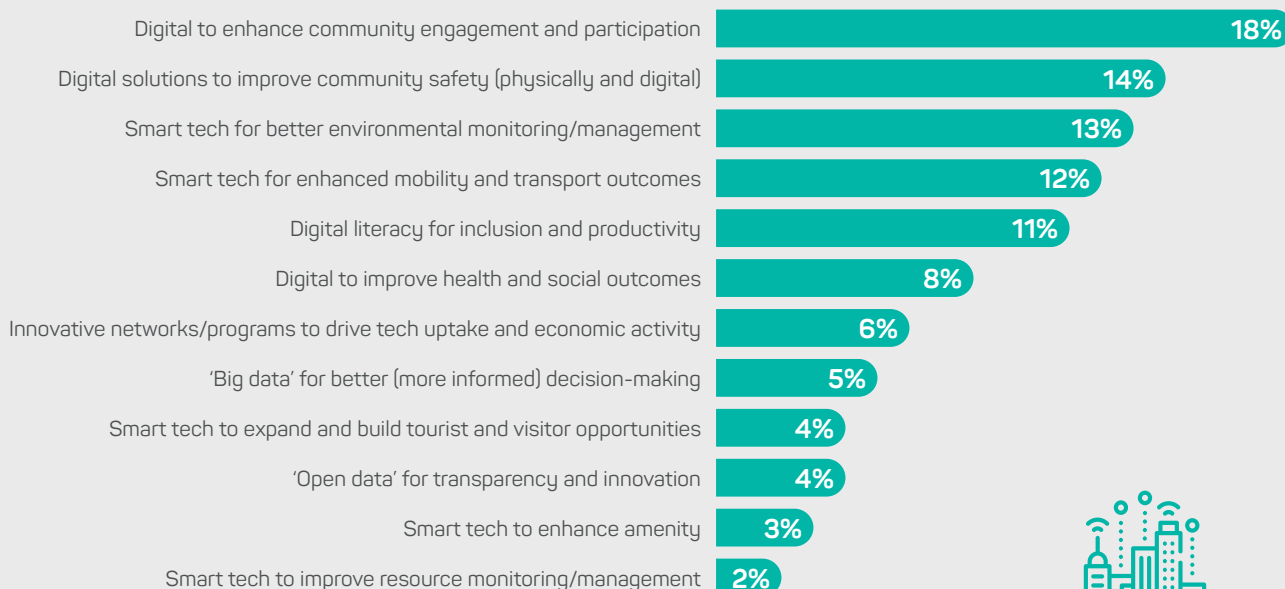 Digital to enhance community engagement and participation 18%
Digital solutions to improve community safety (physically and digital) 14%
Smart tech for better environmental monitoring/management 13%
Smart tech for enhanced mobility and transport outcomes 12%
Digital literacy for inclusion and productivity 11%
Digital to improve health and social outcomes 8%
Innovative networks/programs to drive tech uptake and economic activity 6%
‘Big data’ for better (more informed) decision-making 5%
Smart tech to expand and build tourist and visitor opportunities 4%
‘Open data’ for transparency and innovation 4%
Smart tech to enhance amenity 3%
Smart tech to improve resource monitoring/management 2%